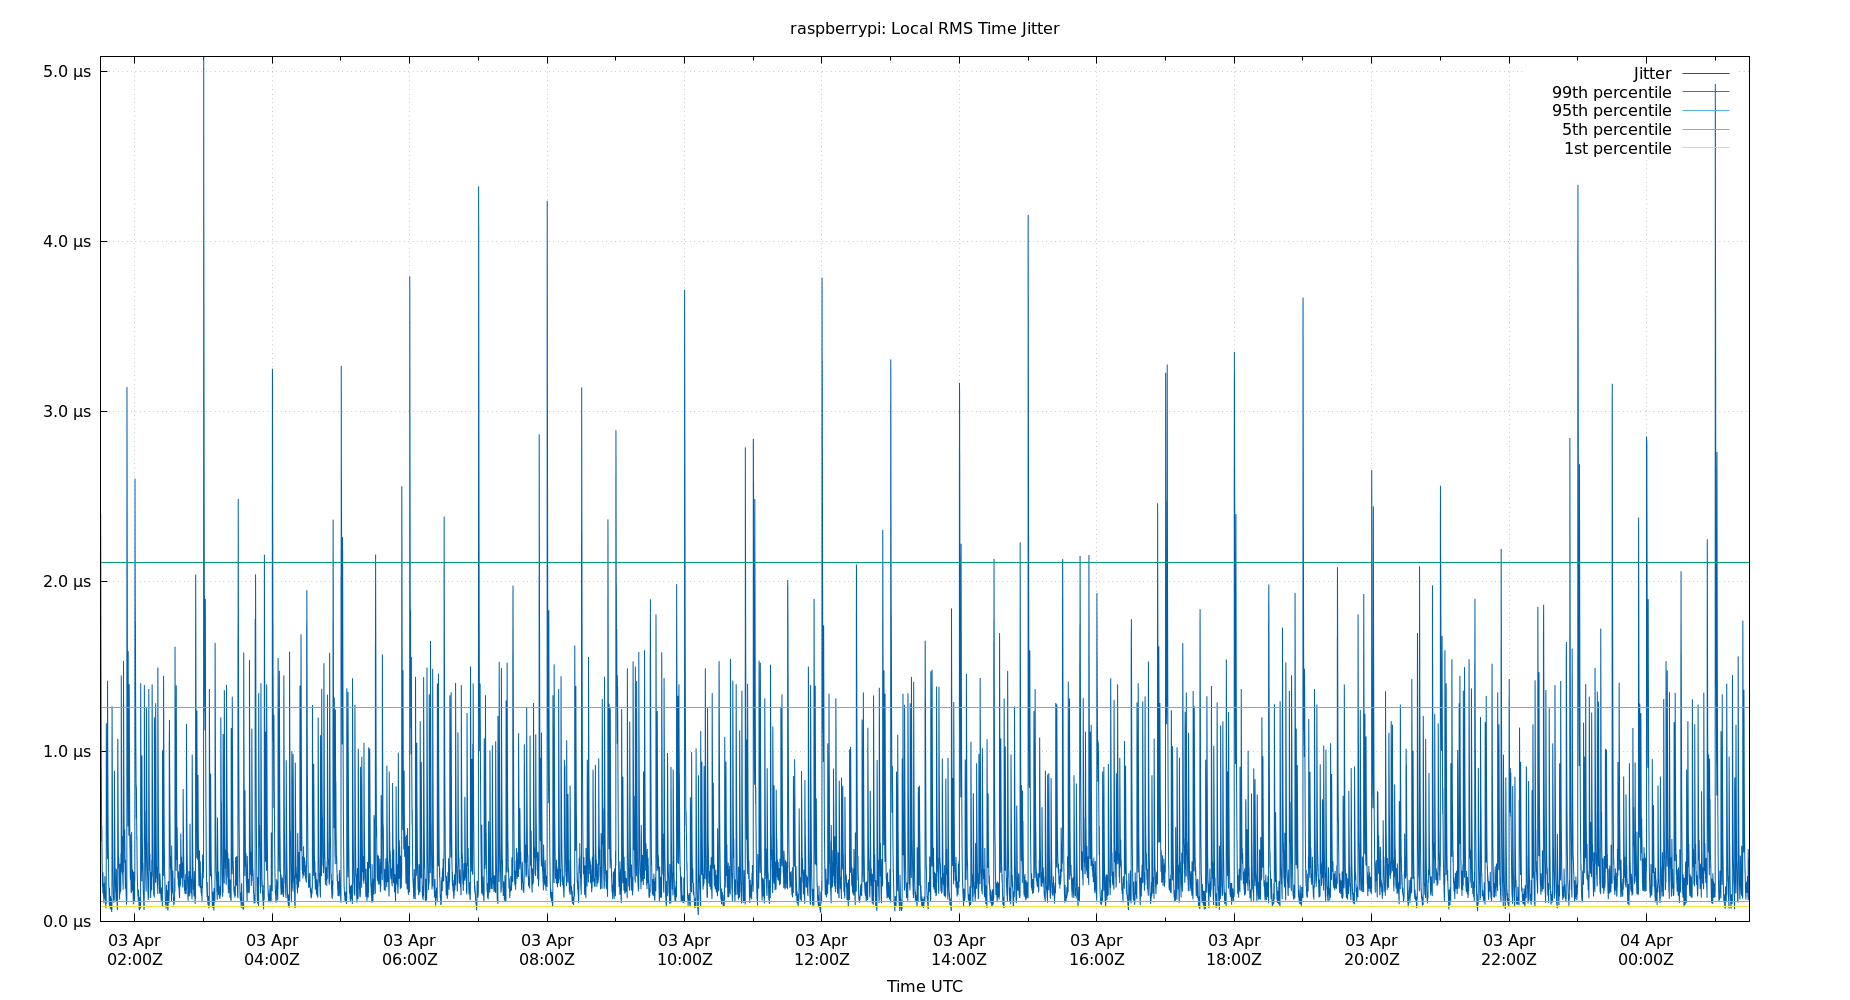 raspberrypi: Local RMS Time Jitter
5.0 µs
4.0 µs
3.0 µs
2.0 µs
1.0 µs
0.0 µs
Jitter
99th percentile
95th percentile
5th percentile
1st percentile
03 Apr 03 Apr 03 Apr 03 Apr 03 Apr 03 Apr 03 Apr 03 Apr 03 Apr 03 Apr 03 Apr 04 Apr
02:00Z 04:00Z 06:00Z 08:00Z 10:00Z 12:00Z 14:00Z 16:00Z 18:00Z 20:00Z 22:00Z 00:00Z
Time UTC